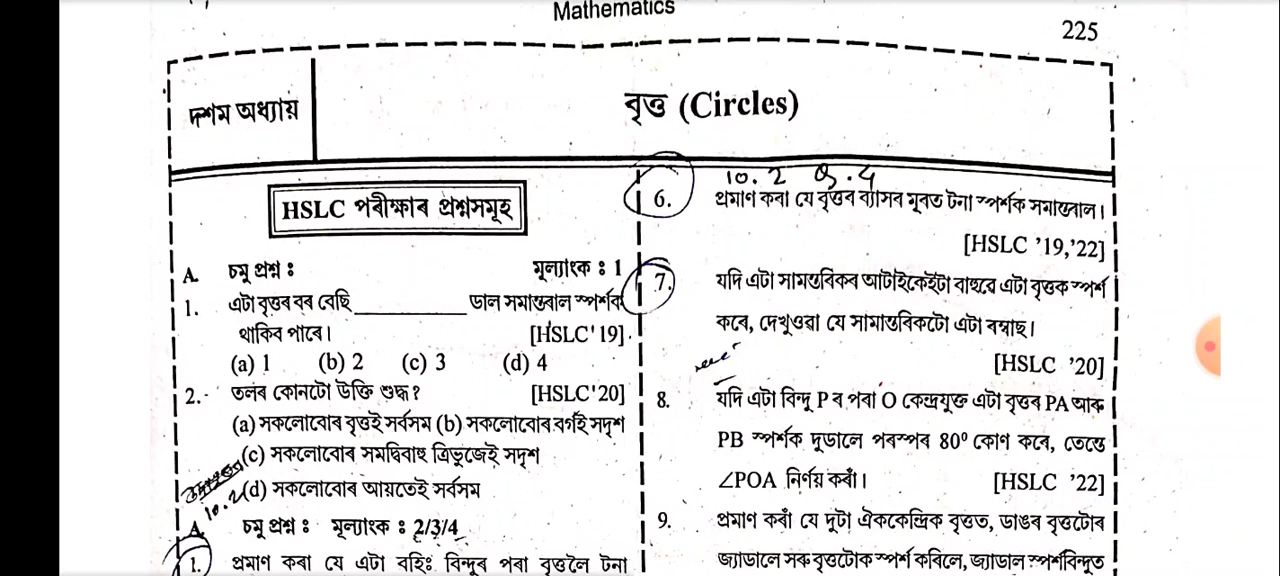 Mathematics
225
দশম অধ্যায়
বৃত্ত (Circles)
HSLC পৰীক্ষাৰ প্ৰশ্নসমূহ
A. চমু প্ৰশ্ন : মূল্যাংক : 1
1. এটা বৃত্তৰ বৰ বেছি ________ ডাল সমান্তৰাল স্পৰ্শক
থাকিব পাৰে। [HSLC'19]
(a) 1 (b) 2 (c) 3 (d) 4
2. তলৰ কোনটো উক্তি শুদ্ধ? [HSLC'20]
(a) সকলোবোৰ বৃত্তই সৰ্বসম (b) সকলোবোৰ বৰ্গই সদৃশ
(c) সকলোবোৰ সমদ্বিবাহু ত্ৰিভুজেই সদৃশ
(d) সকলোবোৰ আয়তেই সৰ্বসম
10.2
A. চমু প্ৰশ্ন : মূল্যাংক : 2/3/4
1. প্ৰমাণ কৰা যে এটা বহিঃ বিন্দুৰ পৰা বৃত্তলৈ টনা
10.2 Q.4
6. প্ৰমাণ কৰা যে বৃত্তৰ ব্যাসৰ মূৰত টনা স্পৰ্শক সমান্তৰাল।
[HSLC '19,'22]
7. যদি এটা সামন্তৰিকৰ আটাইকেইটা বাহুৱে এটা বৃত্তক স্পৰ্শ
কৰে, দেখুওৱা যে সামান্তৰিকটো এটা ৰম্বাছ।
[HSLC '20]
8. যদি এটা বিন্দু P ৰ পৰা O কেন্দ্ৰযুক্ত এটা বৃত্তৰ PA আৰু
PB স্পৰ্শক দুডালে পৰস্পৰ 80⁰ কোণ কৰে, তেন্তে
∠POA নিৰ্ণয় কৰাঁ। [HSLC '22]
9. প্ৰমাণ কৰাঁ যে দুটা ঐককেন্দ্ৰিক বৃত্তত, ডাঙৰ বৃত্তটোৰ
জ্যাডালে সৰু বৃত্তটোক স্পৰ্শ কৰিলে, জ্যাডাল স্পৰ্শবিন্দুত